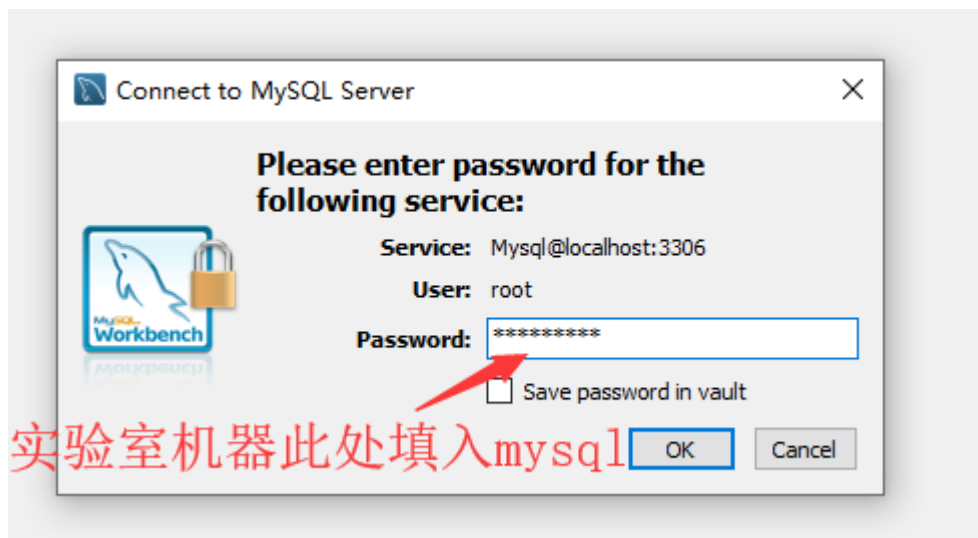 Connect to MySQL Server
Please enter password for the
following service:
Service: Mysql@localhost:3306
User: root
Password: *********
Save password in vault
MySQL
Workbench
实验室机器此处填入mysql
OK Cancel